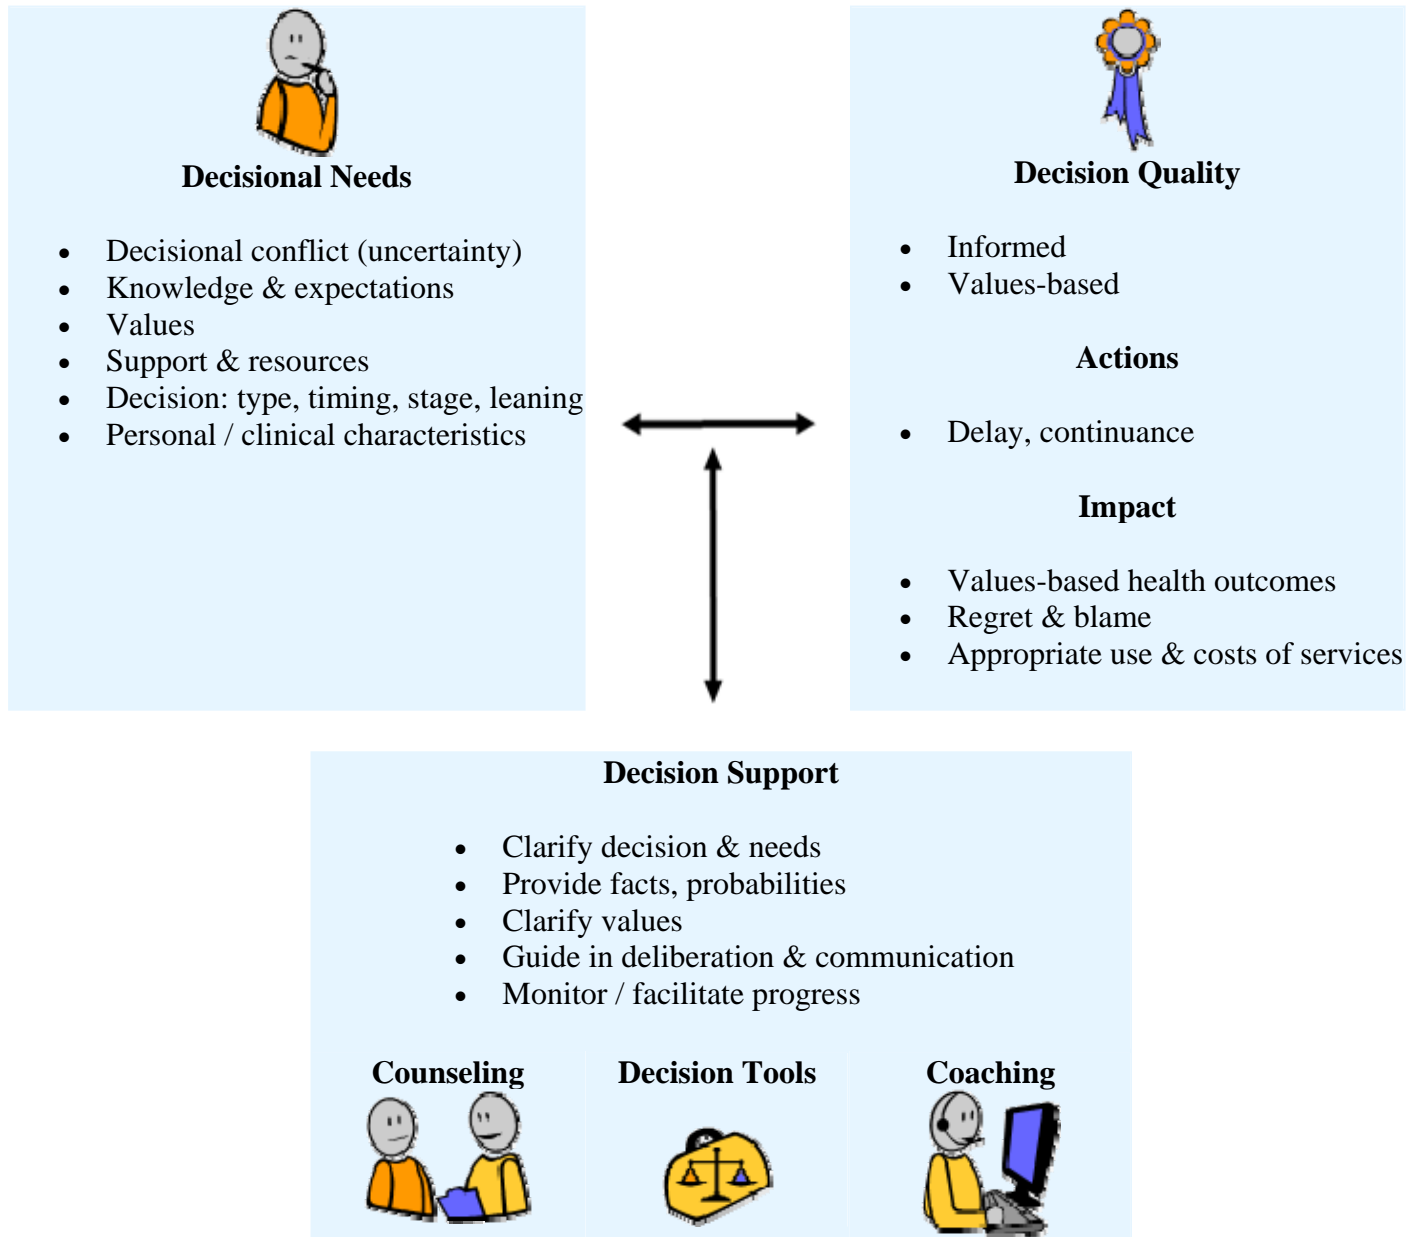 Decisional Needs
• Decisional conflict (uncertainty)
• Knowledge & expectations
• Values
• Support & resources
• Decision: type, timing, stage, leaning
• Personal / clinical characteristics
Decision Quality
• Informed
• Values-based
Actions
• Delay, continuance
Impact
• Values-based health outcomes
• Regret & blame
• Appropriate use & costs of services
Decision Support
• Clarify decision & needs
• Provide facts, probabilities
• Clarify values
• Guide in deliberation & communication
• Monitor / facilitate progress
Counseling
Decision Tools
Coaching